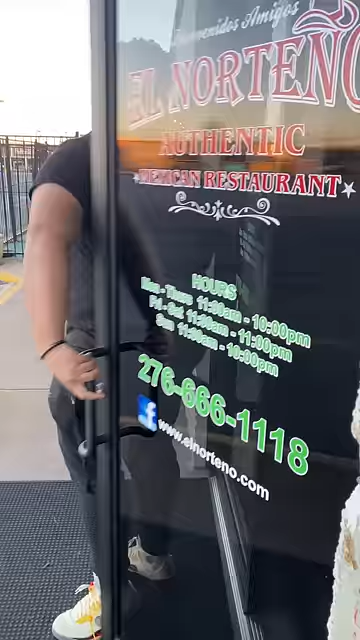 Bienvenidos Amigos
EL NORTEÑO
AUTHENTIC
MEXICAN RESTAURANT
HOURS
Mon - Thurs 11:00am - 10:00pm
Fri - Sat 11:00am - 11:00pm
Sun 11:00am - 10:00pm
276-666-1118
f www.elnorteno.com